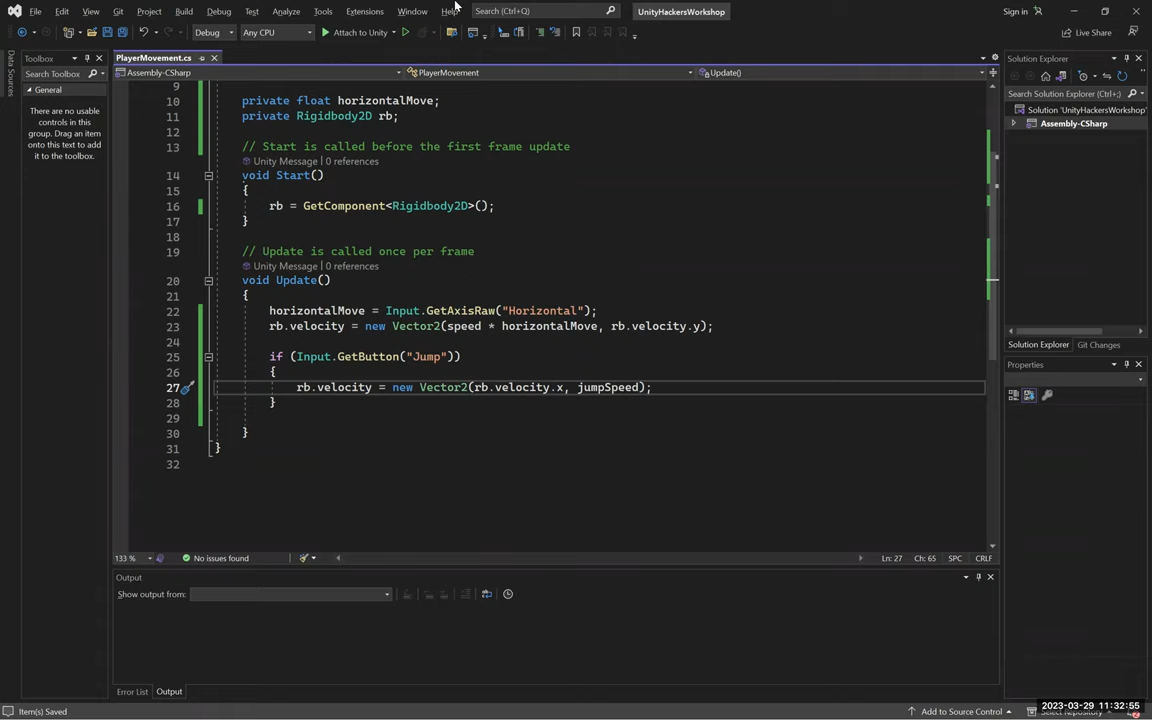 File Edit View Git Project Build Debug Test Analyze Tools Extensions Window Help Search (Ctrl+Q) UnityHackersWorkshop Sign in
Debug Any CPU Attach to Unity Live Share
Data Sources
Toolbox
Search Toolbox
General
There are no usable
controls in this
group. Drag an item
onto this text to add
it to the toolbox.
PlayerMovement.cs
Assembly-CSharp PlayerMovement Update()
9
10 private float horizontalMove;
11 private Rigidbody2D rb;
12
13 // Start is called before the first frame update
Unity Message | 0 references
14 void Start()
15 {
16 rb = GetComponent<Rigidbody2D>();
17 }
18
19 // Update is called once per frame
Unity Message | 0 references
20 void Update()
21 {
22 horizontalMove = Input.GetAxisRaw("Horizontal");
23 rb.velocity = new Vector2(speed * horizontalMove, rb.velocity.y);
24
25 if (Input.GetButton("Jump"))
26 {
27 rb.velocity = new Vector2(rb.velocity.x, jumpSpeed);
28 }
29
30 }
31 }
32
133 % No issues found Ln: 27 Ch: 65 SPC CRLF
Output
Show output from:
Error List Output
Solution Explorer
Search Solution Explorer (Ctrl+;)
Solution 'UnityHackersWorkshop'
Assembly-CSharp
Solution Explorer Git Changes
Properties
2023-03-29 11:32:55
Item(s) Saved Add to Source Control Select Repository